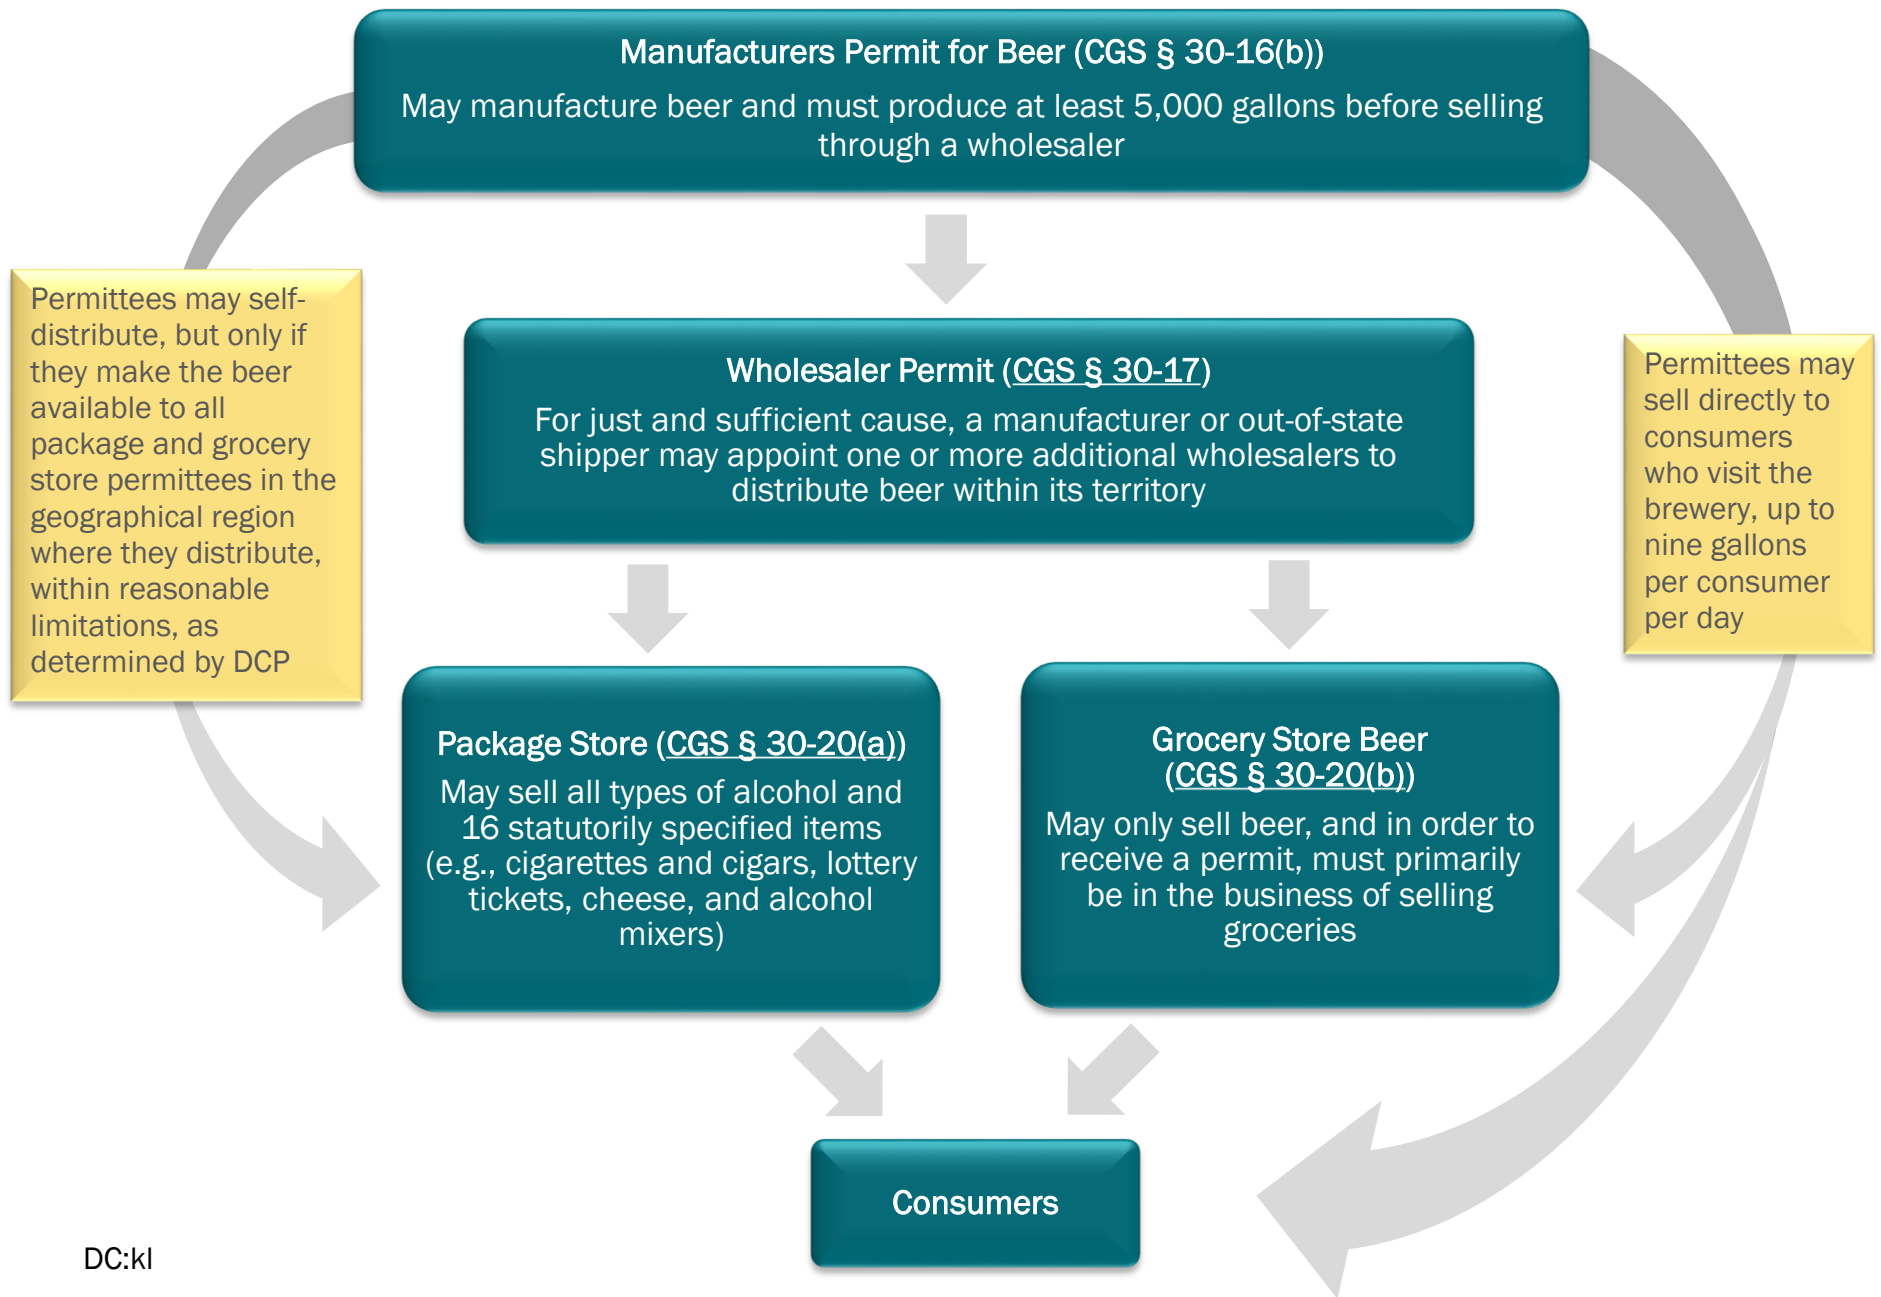 Manufacturers Permit for Beer (CGS § 30-16(b))
May manufacture beer and must produce at least 5,000 gallons before selling
through a wholesaler
Permittees may self-
distribute, but only if
they make the beer
available to all
package and grocery
store permittees in the
geographical region
where they distribute,
within reasonable
limitations, as
determined by DCP
Wholesaler Permit (CGS § 30-17)
For just and sufficient cause, a manufacturer or out-of-state
shipper may appoint one or more additional wholesalers to
distribute beer within its territory
Permittees may
sell directly to
consumers
who visit the
brewery, up to
nine gallons
per consumer
per day
Package Store (CGS § 30-20(a))
May sell all types of alcohol and
16 statutorily specified items
(e.g., cigarettes and cigars, lottery
tickets, cheese, and alcohol
mixers)
Grocery Store Beer
(CGS § 30-20(b))
May only sell beer, and in order to
receive a permit, must primarily
be in the business of selling
groceries
Consumers
DC:kl